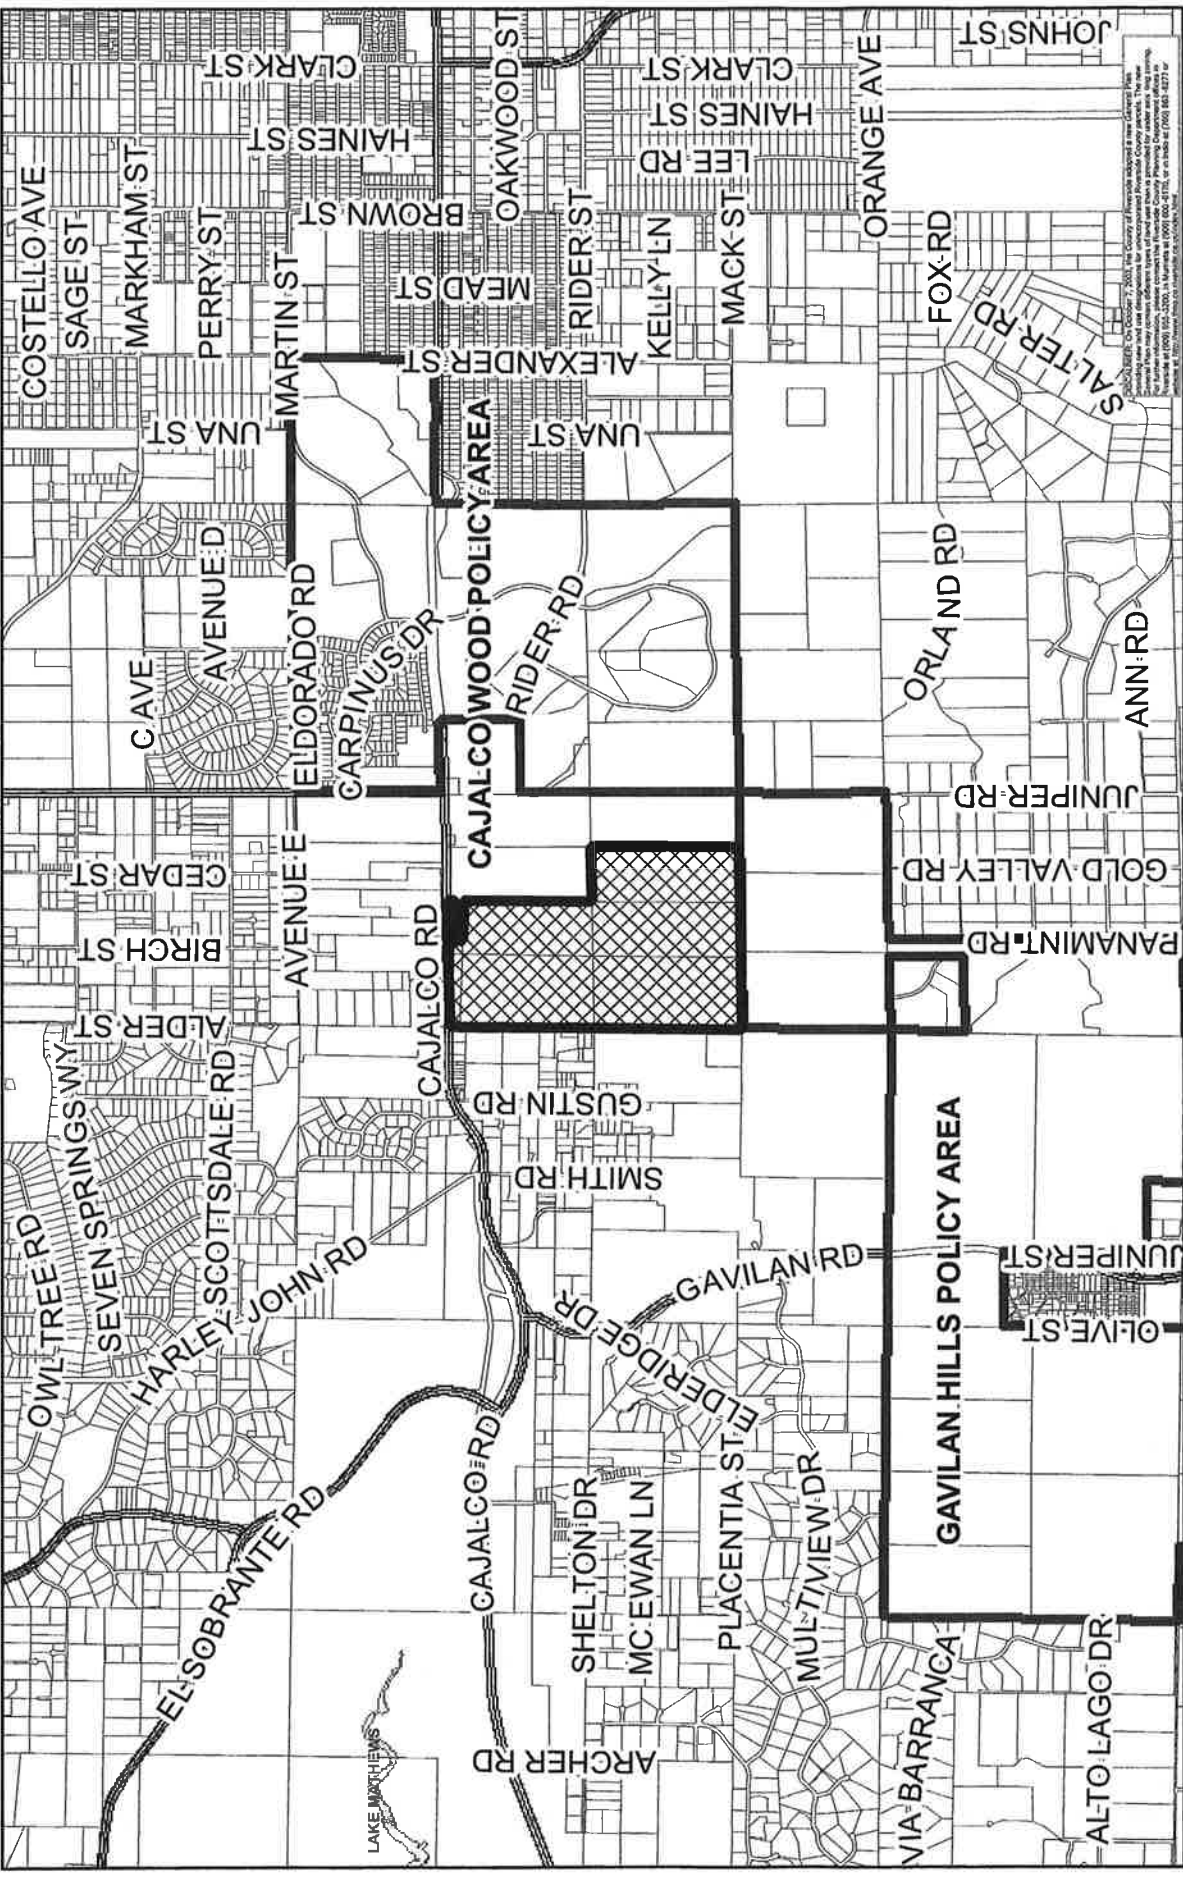 COSTELLO AVE
SAGE ST
MARKHAM ST
PERRY ST
MARTIN ST
CLARK ST
HAINES ST
BROWN ST
OAKWOOD ST
MEAD ST
ALEXANDER ST
UNA ST
RIDER ST
KELLY LN
MACK ST
CLARK ST
HAINES ST
LEE RD
UNA ST
ORANGE AVE
JOHNS ST
FOX RD
SALTER RD
C AVE
AVENUE D
ELDORADO RD
CARPINUS DR
CAJALCO WOOD POLICY AREA
RIDER RD
ORLAND RD
ANN RD
JUNIPER RD
GOLD VALLEY RD
PANAMINT RD
CEDAR ST
BIRCH ST
ALDER ST
AVENUE E
CAJALCO RD
OWL TREE RD
SEVEN SPRINGS WY
SCOTTSDALE RD
HARLEY JOHN RD
GUSTIN RD
SMITH RD
GAVILAN RD
ELDERIDGE DR
GAVILAN HILLS POLICY AREA
JUNIPER ST
OLIVE ST
EL SOBRANTE RD
CAJALCO RD
SHELTON DR
MC EWAN LN
PLACENTIA ST
MULTIVIEW DR
LAKE MATHEWS
ARCHER RD
VIA BARRANCA
ALTO LAGO DR